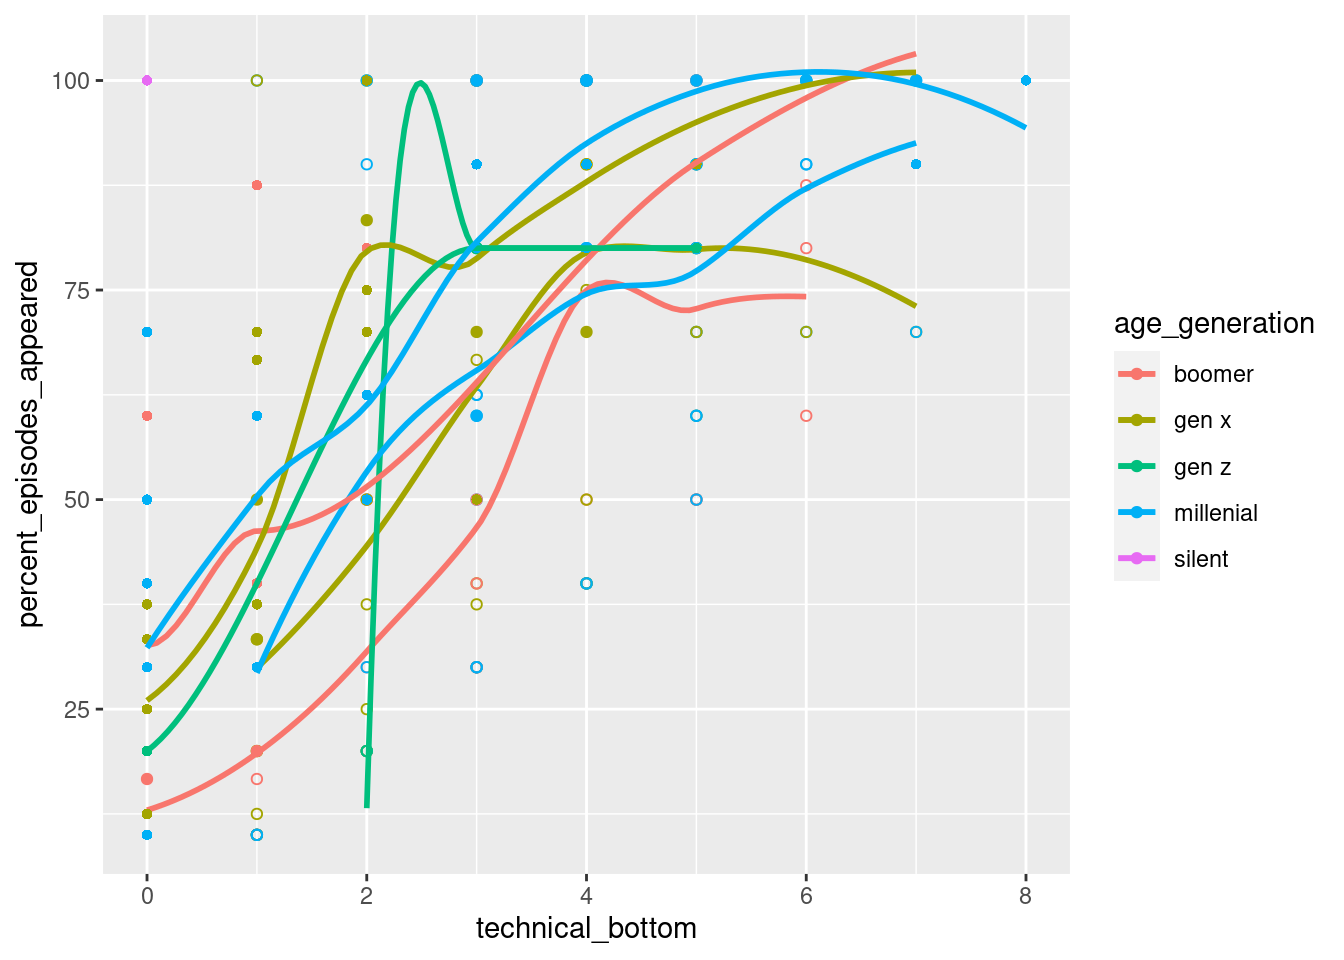 100
75
50
25
percent_episodes_appeared
0 2 4 6 8
technical_bottom
age_generation
boomer
gen x
gen z
millenial
silent